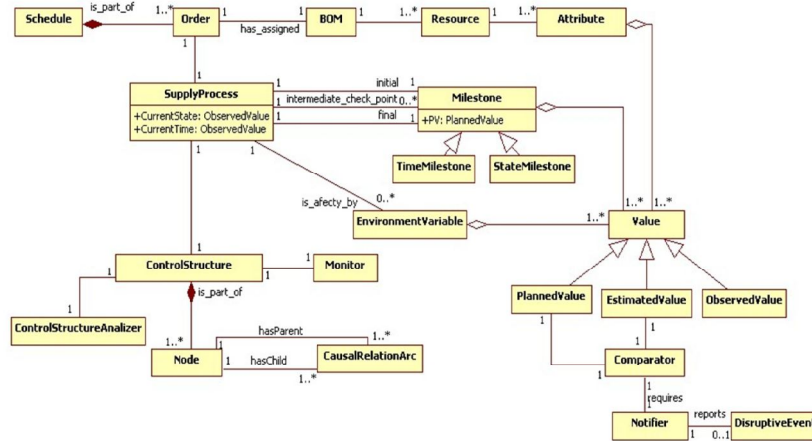 Schedule
is_part_of
1..*
Order
1
has_assigned
1
BOM
1
1..*
Resource
1
1..*
Attribute
1
1
SupplyProcess
+CurrentState: ObservedValue
+CurrentTime: ObservedValue
1
initial
1
1
intermediate_check_point
0..*
1
final
1
Milestone
+PV: PlannedValue
TimeMilestone
StateMilestone
1
1
is_afecty_by
0..*
EnvironmentVariable
1..*
1..*
1..*
Value
1
ControlStructure
1
1
Monitor
1
is_part_of
1
ControlStructureAnalizer
1..*
Node
1
hasParent
1..*
1
hasChild
1..*
CausalRelationArc
PlannedValue
EstimatedValue
ObservedValue
1
1
1
1
Comparator
1
requires
1
Notifier
1
reports
0..1
DisruptiveEvent